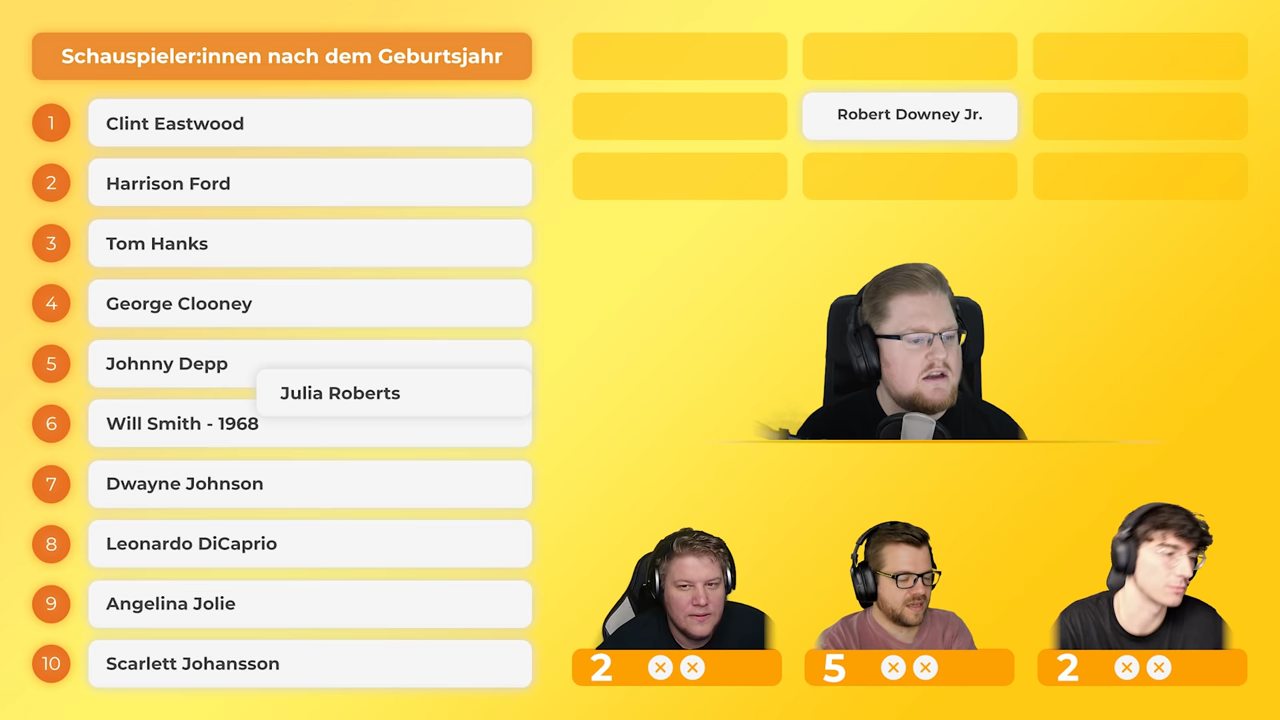 Schauspieler:innen nach dem Geburtsjahr
1 Clint Eastwood
2 Harrison Ford
3 Tom Hanks
4 George Clooney
5 Johnny Depp
Julia Roberts
6 Will Smith - 1968
7 Dwayne Johnson
8 Leonardo DiCaprio
9 Angelina Jolie
10 Scarlett Johansson
Robert Downey Jr.
2
5
2